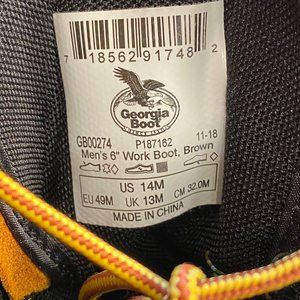 7 18562 91748 2
Georgia
Boot
GB00274 P187162 11-18
Men's 6" Work Boot, Brown
US 14M
EU 49M UK 13M CM 32.0M
MADE IN CHINA